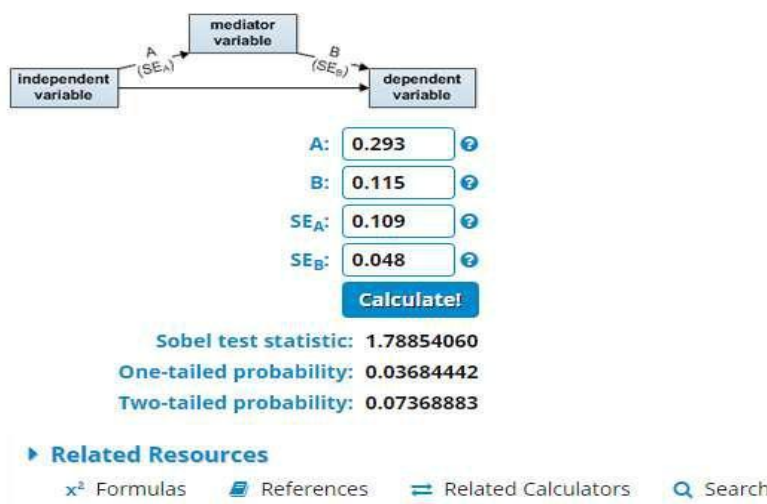 mediator
variable
A
(SEA)
B
(SEB)
independent
variable
dependent
variable
A: 0.293 ?
B: 0.115 ?
SEA: 0.109 ?
SEB: 0.048 ?
Calculate!
Sobel test statistic: 1.78854060
One-tailed probability: 0.03684442
Two-tailed probability: 0.07368883
Related Resources
x² Formulas References Related Calculators Search